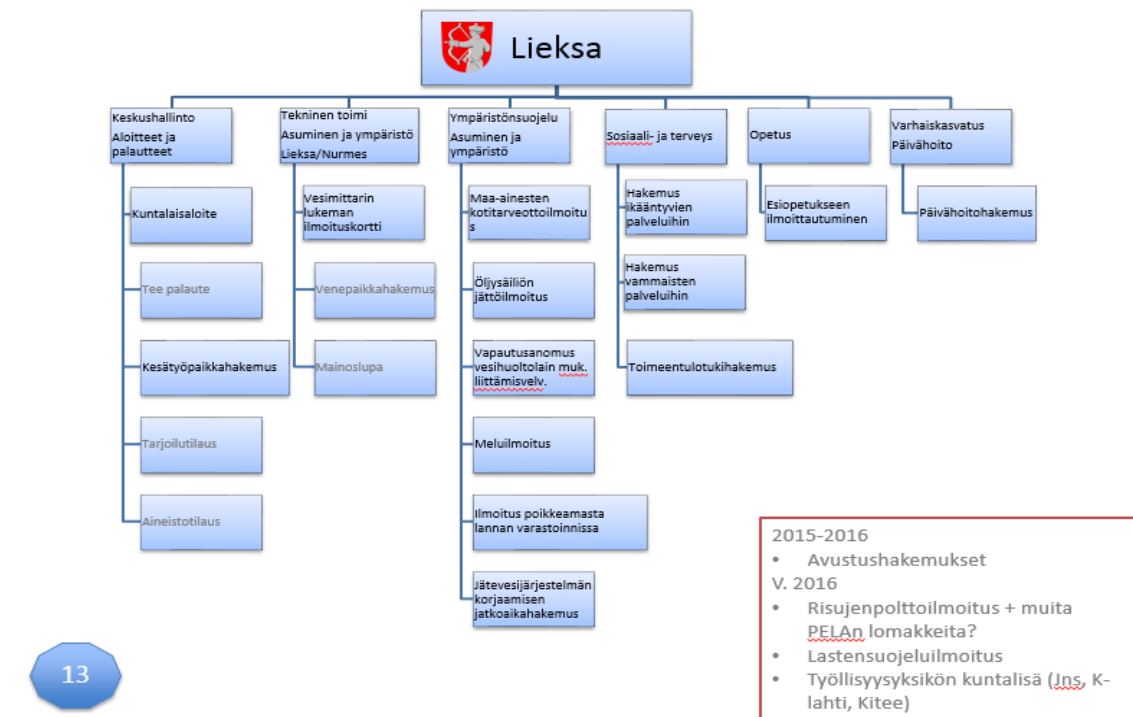 Lieksa
Keskushallinto
Aloitteet ja
palautteet
Kuntalaisaloite
Tee palaute
Kesätyöpaikkahakemus
Tarjoilutilaus
Aineistotilaus
Tekninen toimi
Asuminen ja ympäristö
Lieksa/Nurmes
Vesimittarin
lukeman
ilmoituskortti
Venepaikkahakemus
Mainoslupa
Ympäristönsuojelu
Asuminen ja
ympäristö
Maa-ainesten
kotitarveottoilmoitu
s
Öljysäiliön
jättöilmoitus
Vapautusanomus
vesihuoltolain muk.
liittämisvelv.
Meluilmoitus
Ilmoitus poikkeamasta
lannan varastoinnissa
Jätevesijärjestelmän
korjaamisen
jatkoaikahakemus
Sosiaali- ja terveys
Hakemus
ikääntyvien
palveluihin
Hakemus
vammaisten
palveluihin
Toimeentulotukihakemus
Opetus
Esiopetukseen
ilmoittautuminen
Varhaiskasvatus
Päivähoito
Päivähoitohakemus
2015-2016
• Avustushakemukset
V. 2016
• Risujenpolttoilmoitus + muita
PELAn lomakkeita?
• Lastensuojeluilmoitus
• Työllisyysyksikön kuntalisä (Jns, K-
lahti, Kitee)
13